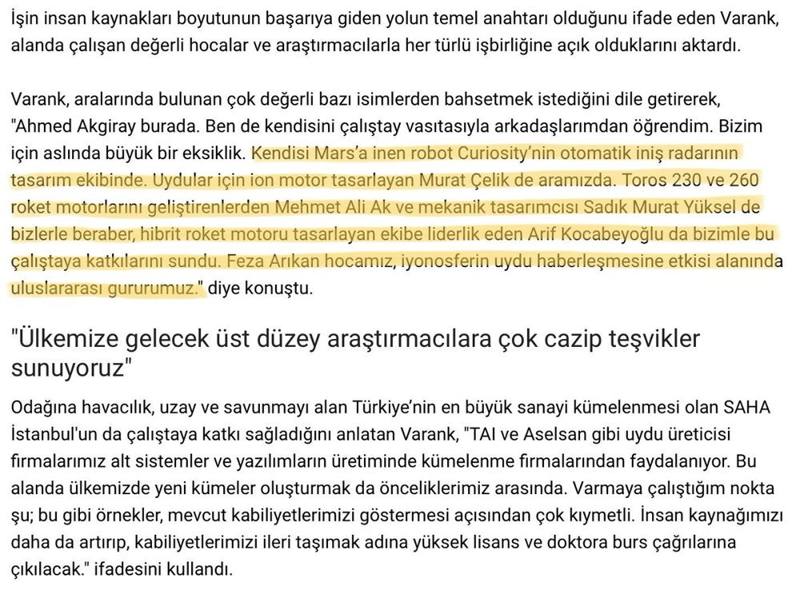 İşin insan kaynakları boyutunun başarıya giden yolun temel anahtarı olduğunu ifade eden Varank,
alanda çalışan değerli hocalar ve araştırmacılarla her türlü işbirliğine açık olduklarını aktardı.
Varank, aralarında bulunan çok değerli bazı isimlerden bahsetmek istediğini dile getirerek,
"Ahmed Akgiray burada. Ben de kendisini çalıştay vasıtasıyla arkadaşlarımdan öğrendim. Bizim
için aslında büyük bir eksiklik. Kendisi Mars’a inen robot Curiosity’nin otomatik iniş radarının
tasarım ekibinde. Uydular için ion motor tasarlayan Murat Çelik de aramızda. Toros 230 ve 260
roket motorlarını geliştirenlerden Mehmet Ali Ak ve mekanik tasarımcısı Sadık Murat Yüksel de
bizlerle beraber, hibrit roket motoru tasarlayan ekibe liderlik eden Arif Kocabeyoğlu da bizimle bu
çalıştaya katkılarını sundu. Feza Arıkan hocamız, iyonosferin uydu haberleşmesine etkisi alanında
uluslararası gururumuz." diye konuştu.
"Ülkemize gelecek üst düzey araştırmacılara çok cazip teşvikler
sunuyoruz"
Odağına havacılık, uzay ve savunmayı alan Türkiye’nin en büyük sanayi kümelenmesi olan SAHA
İstanbul'un da çalıştaya katkı sağladığını anlatan Varank, "TAI ve Aselsan gibi uydu üreticisi
firmalarımız alt sistemler ve yazılımların üretiminde kümelenme firmalarından faydalanıyor. Bu
alanda ülkemizde yeni kümeler oluşturmak da önceliklerimiz arasında. Varmaya çalıştığım nokta
şu; bu gibi örnekler, mevcut kabiliyetlerimizi göstermesi açısından çok kıymetli. İnsan kaynağımızı
daha da artırıp, kabiliyetlerimizi ileri taşımak adına yüksek lisans ve doktora burs çağrılarına
çıkılacak." ifadesini kullandı.